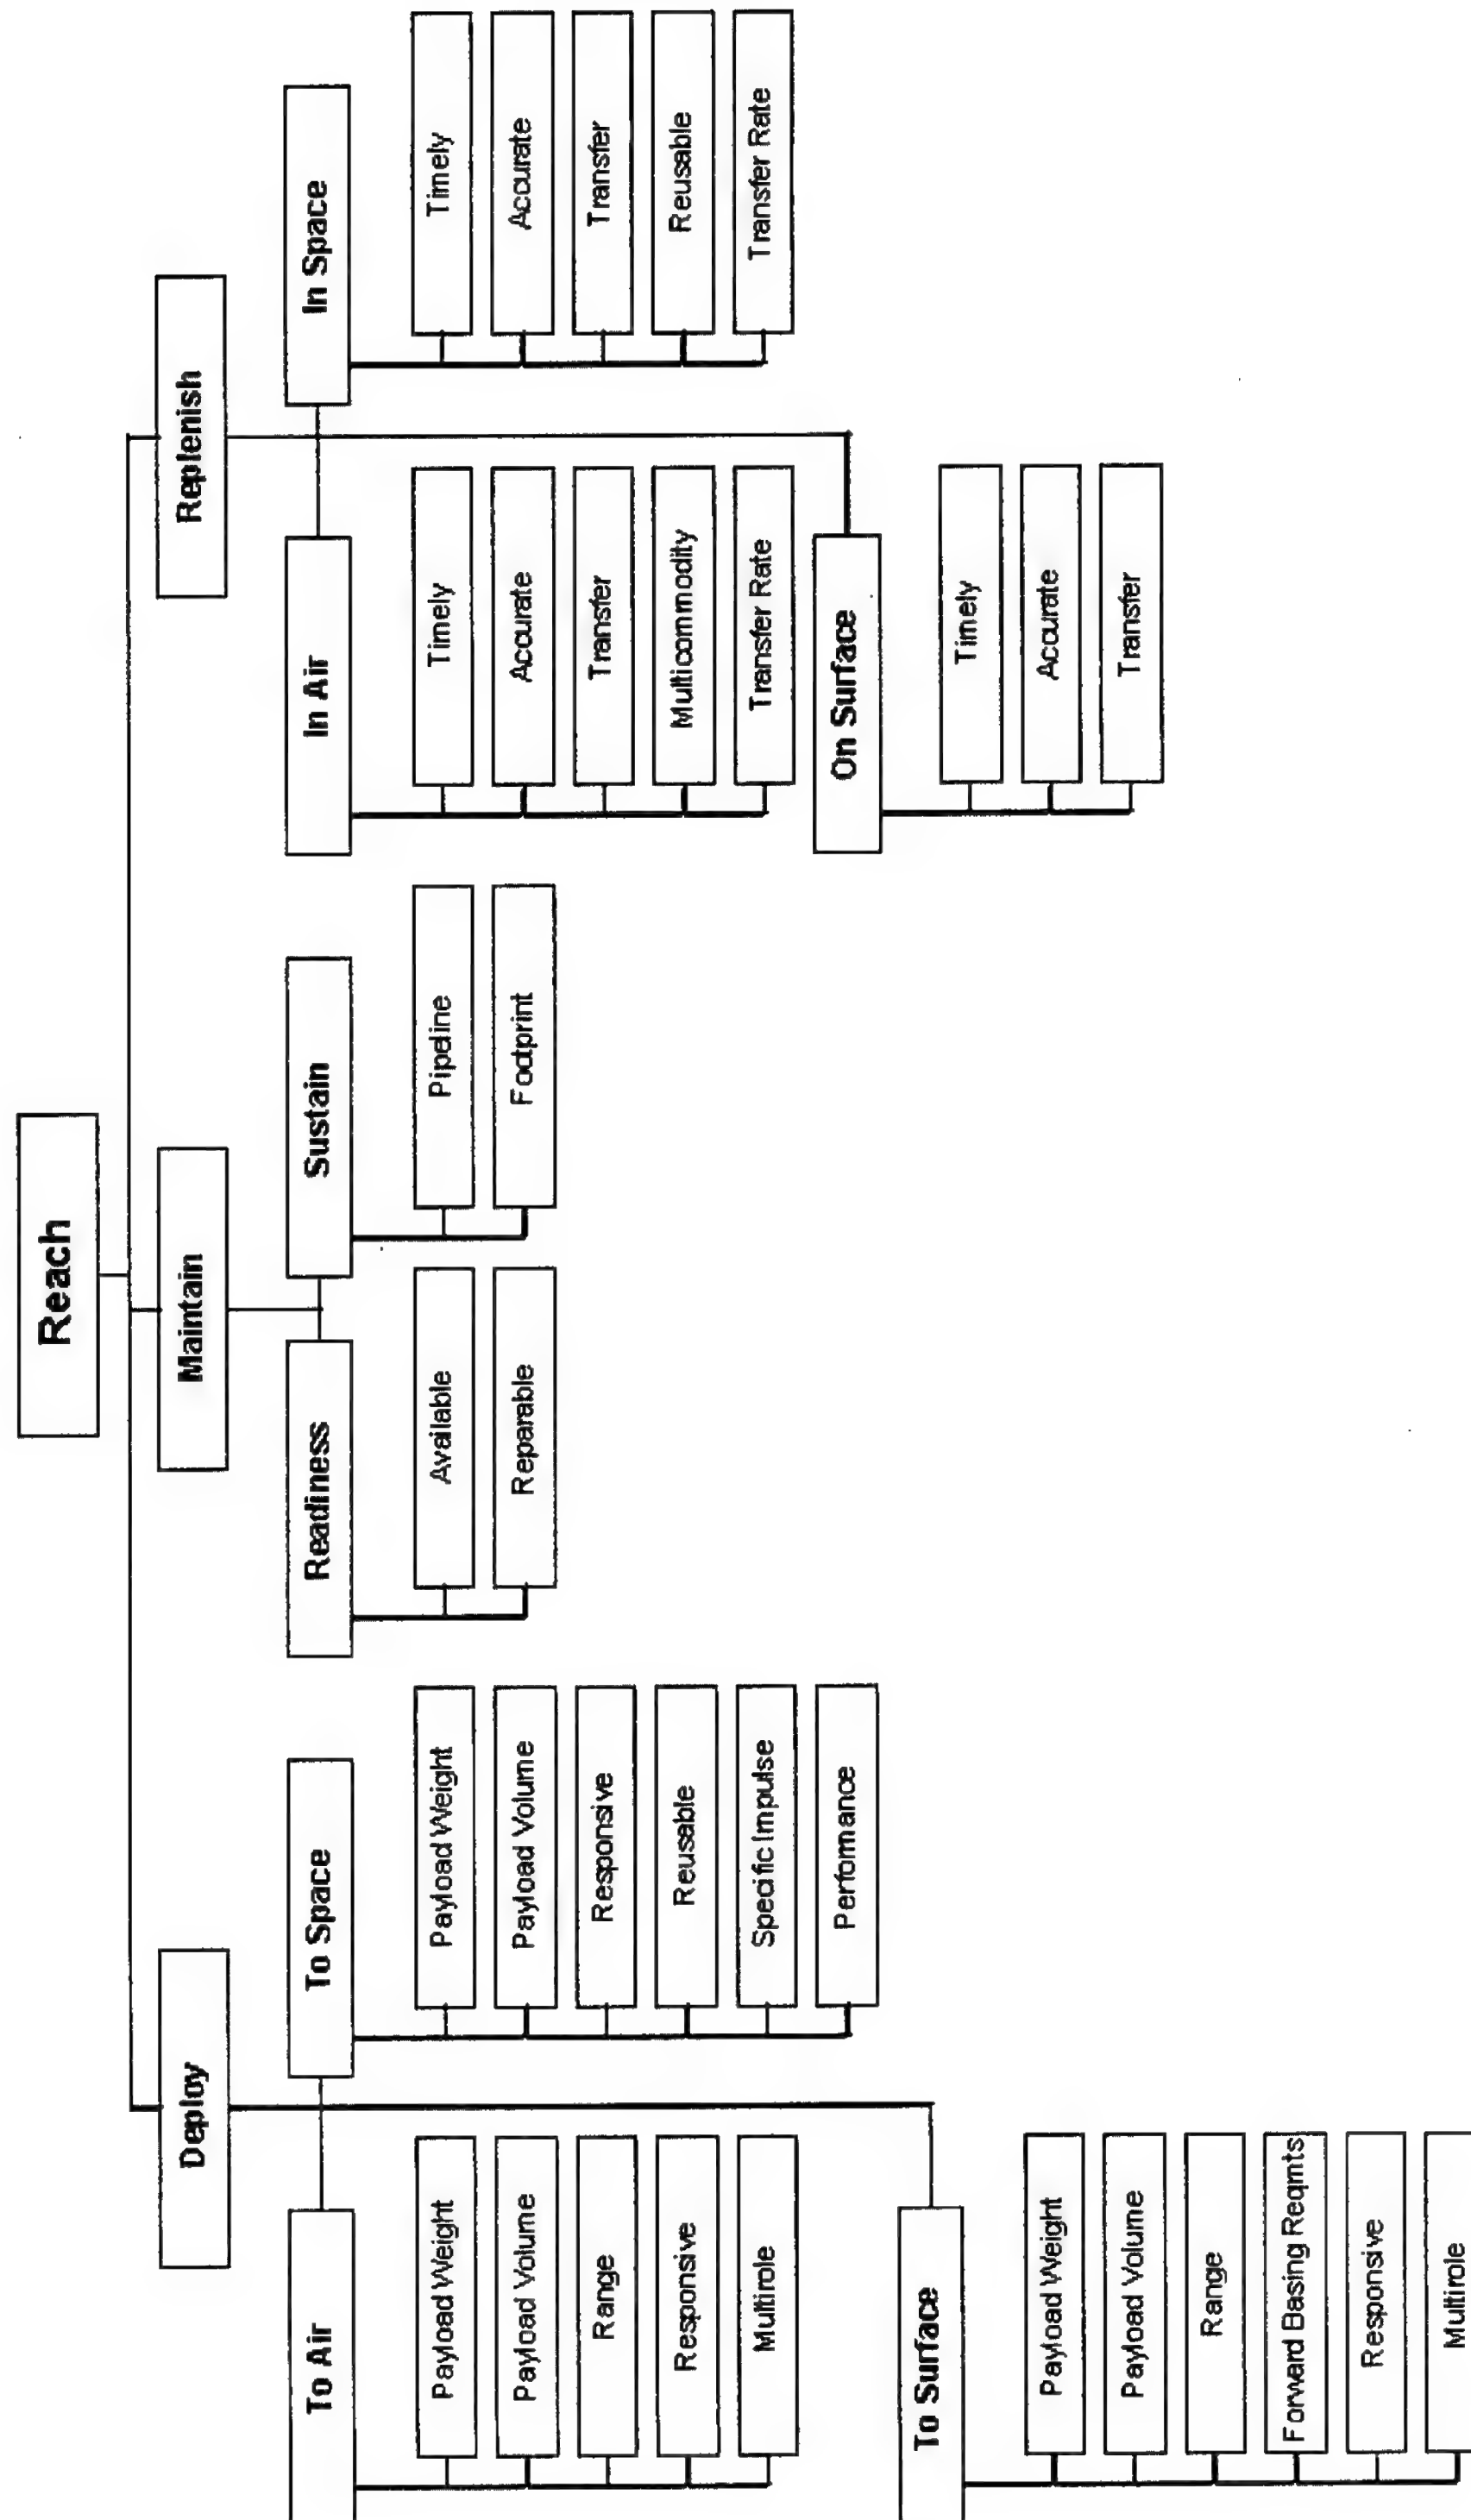 Reach
Deploy
To Air
Payload Weight
Payload Volume
Range
Responsive
Multirole
To Space
Payload Weight
Payload Volume
Responsive
Reusable
Specific Impulse
Performance
To Surface
Payload Weight
Payload Volume
Range
Forward Basing Reqmts
Responsive
Multirole
Maintain
Readiness
Available
Reparable
Sustain
Pipeline
Footprint
Replenish
In Air
Timely
Accurate
Transfer
Multicommodity
Transfer Rate
In Space
Timely
Accurate
Transfer
Reusable
Transfer Rate
On Surface
Timely
Accurate
Transfer